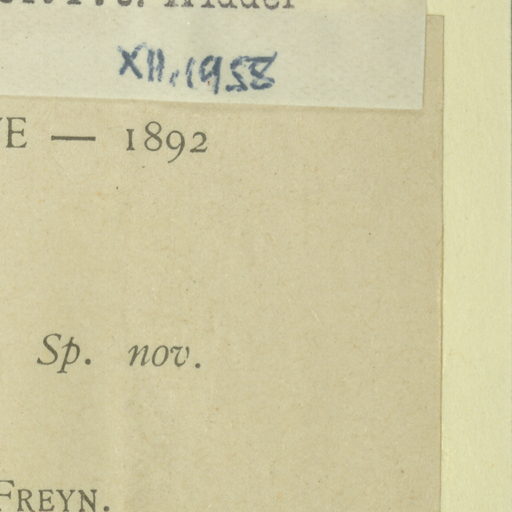 XII.1958
E — 1892
Sp. nov.
FREYN.